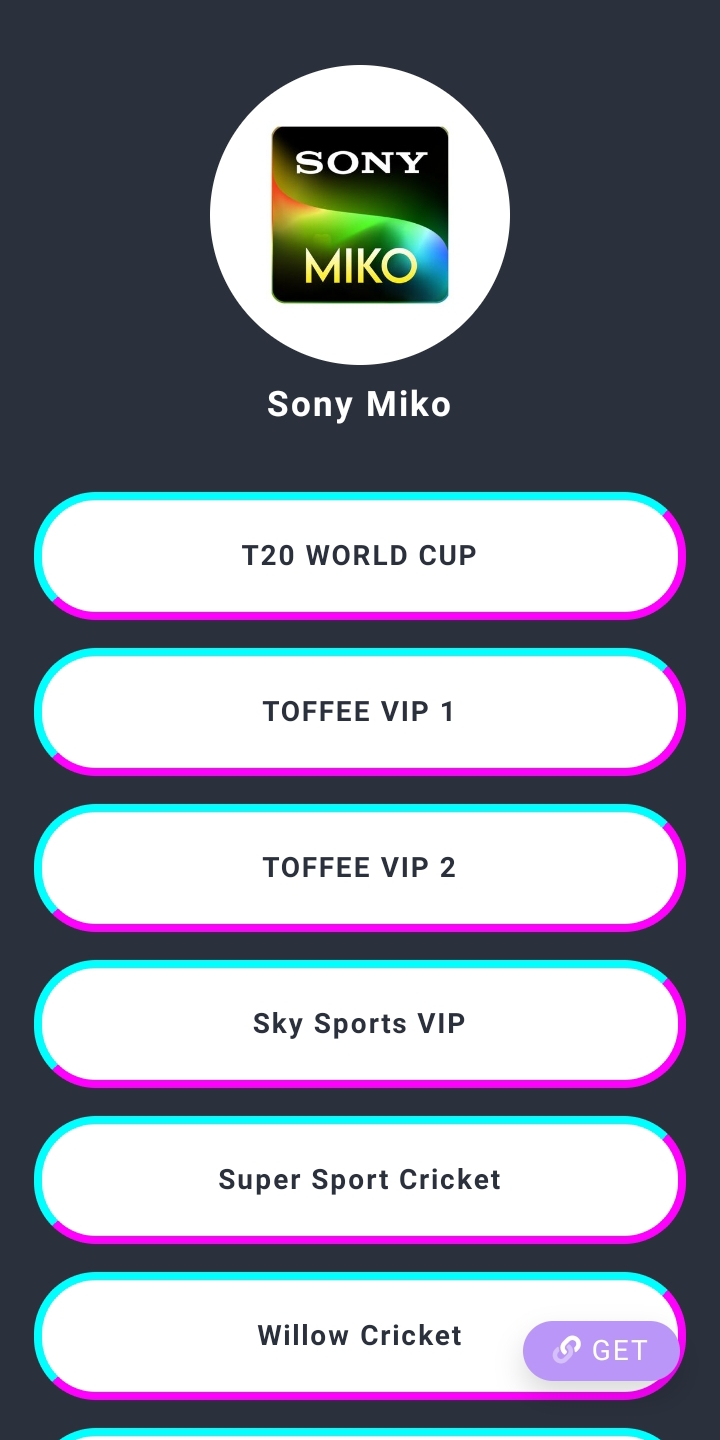 SONY
MIKO
Sony Miko
T20 WORLD CUP
TOFFEE VIP 1
TOFFEE VIP 2
Sky Sports VIP
Super Sport Cricket
Willow Cricket
GET